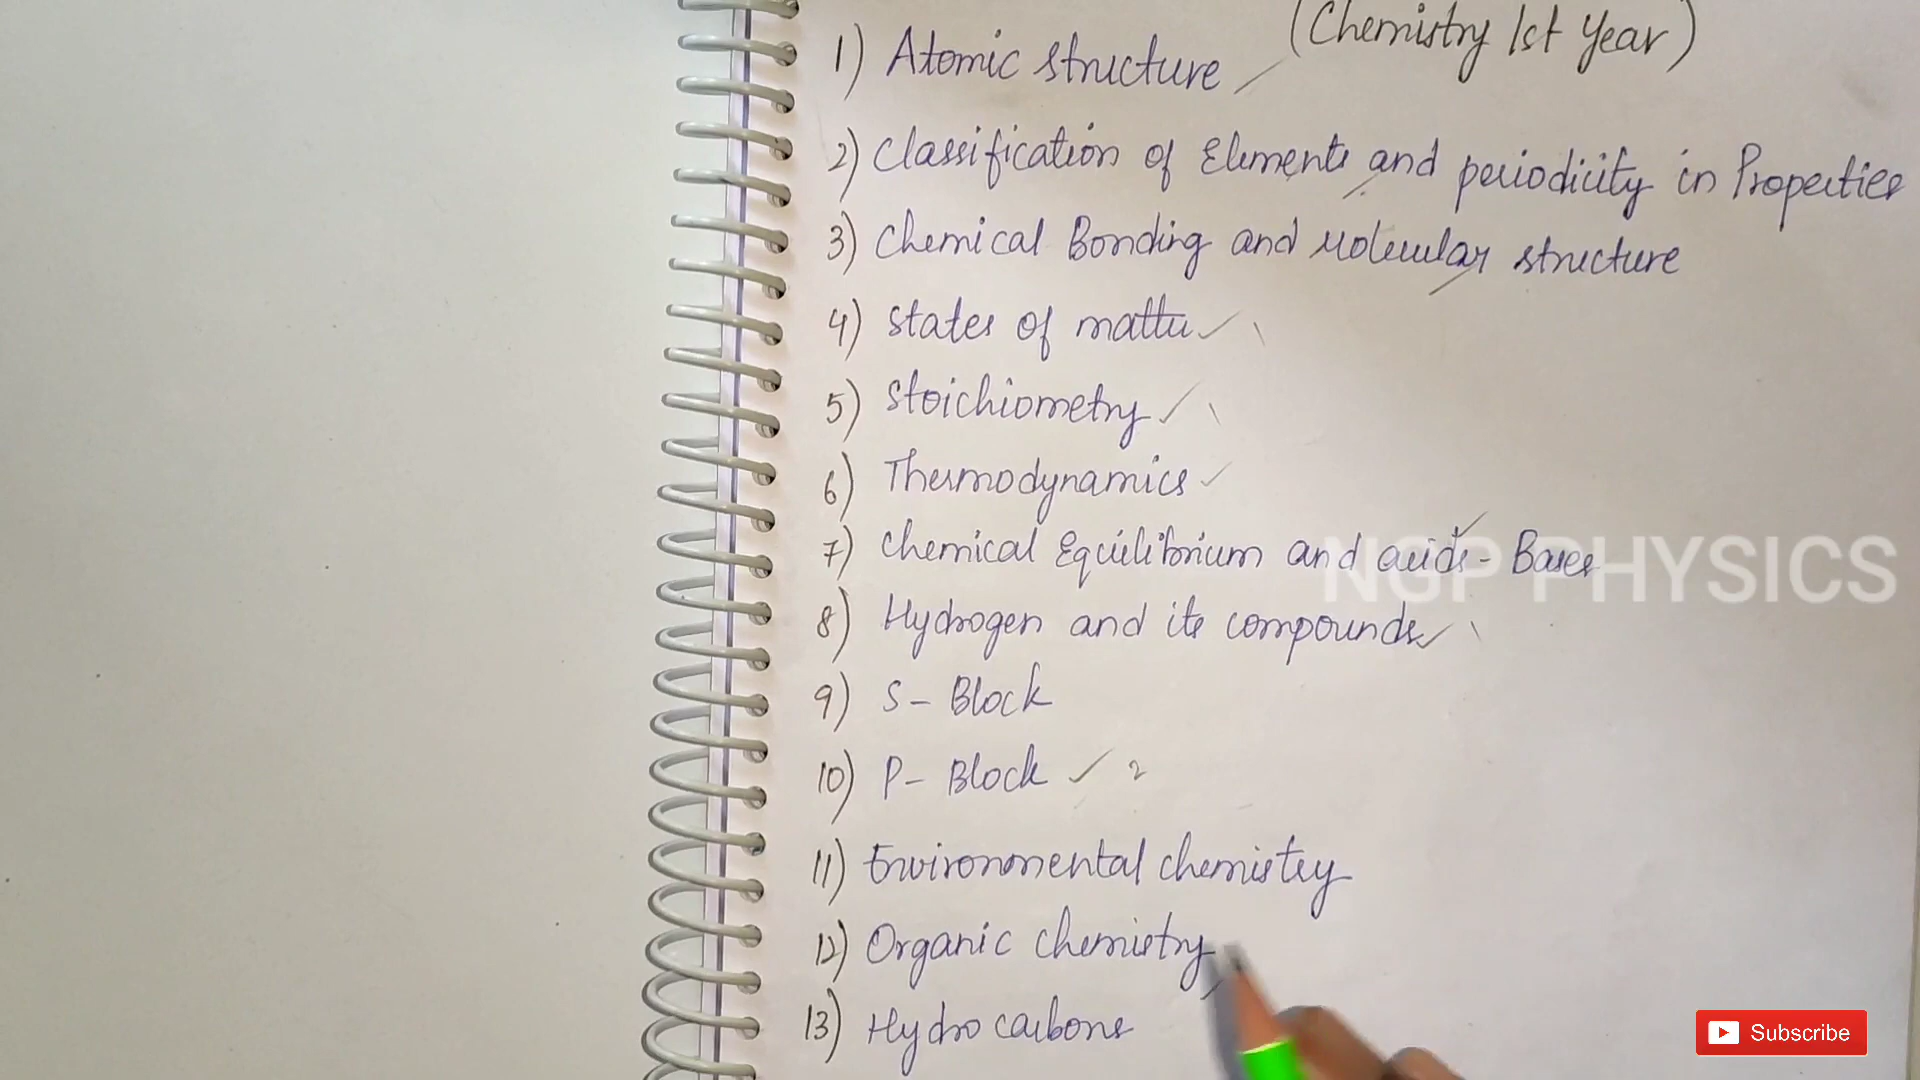 (Chemistry 1st Year)
1) Atomic structure
2) Classification of Elements and periodicity in Properties
3) Chemical Bonding and Molecular structure
4) States of matter
5) Stoichiometry
6) Thermodynamics
7) Chemical Equilibrium and acids - Bases
NGP PHYSICS
8) Hydrogen and its compounds
9) S- Block
10) P- Block 2
11) Environmental chemistry
12) Organic chemistry
13) Hydro carbons
Subscribe